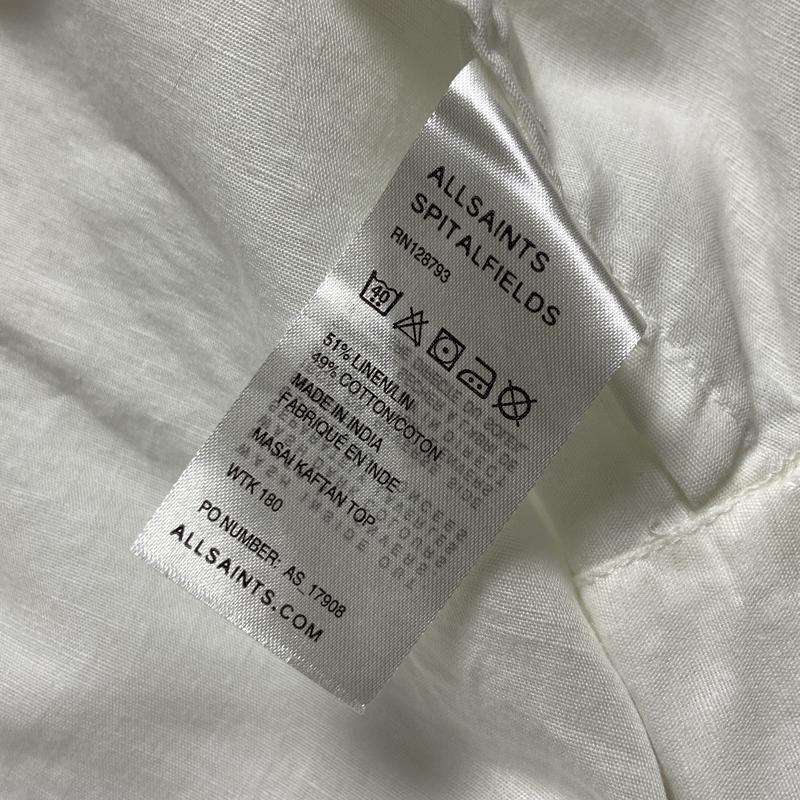 ALLSAINTS
SPITALFIELDS
RN128793
40
51% LINEN/LIN
49% COTTON/COTON
MADE IN INDIA
FABRIQUÉ EN INDE
MASAI KAFTAN TOP
WTK 180
PO NUMBER: AS_17908
ALLSAINTS.COM